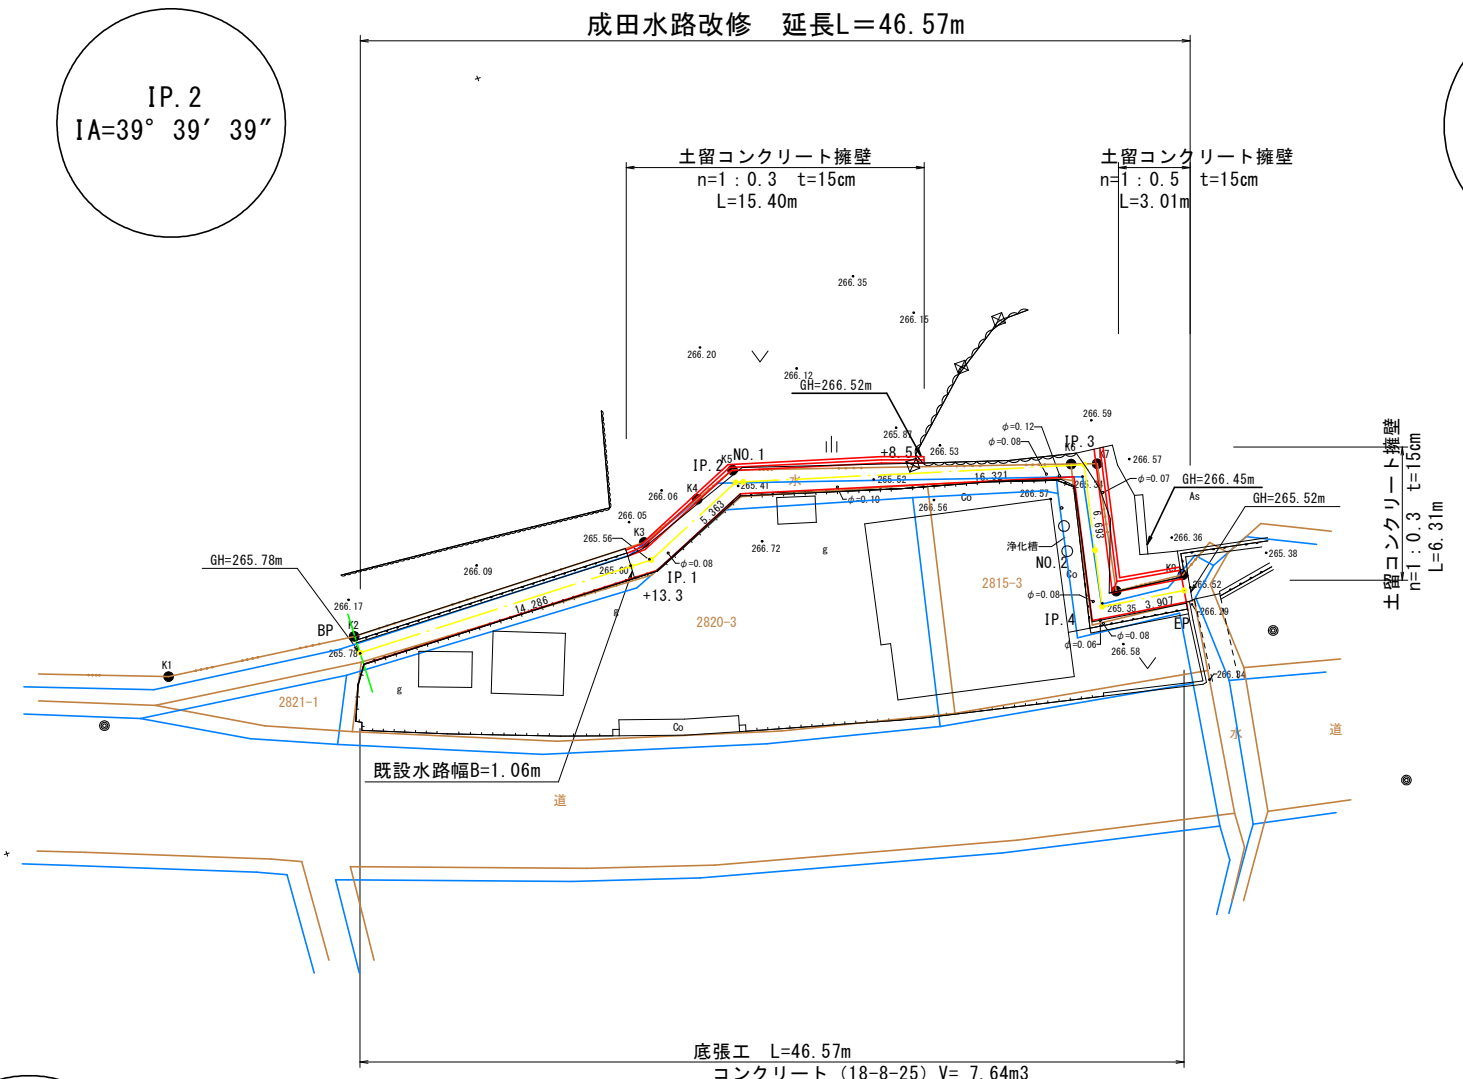 成田水路改修　延長L＝46.57m
IP.2
IA=39° 39′ 39″
土留コンクリート擁壁
n=1：0.3　t=15cm
L=15.40m
土留コンクリート擁壁
n=1：0.5　t=15cm
L=3.01m
266.35
266.15
266.20
266.12
GH=266.52m
266.59
265.87
φ=0.12
φ=0.08
266.53
+8.5
IP.3
K6
K7
266.57
NO.1
K5
IP.2
土留コンクリート擁壁
n=1：0.3　t=15cm
L=6.31m
GH=266.45m
As
GH=265.52m
φ=0.07
16.321
265.52
水
265.41
φ=0.10
Co
266.57
266.56
K4
266.06
266.05
5.363
6.693
K3
265.56
浄化槽
266.36
265.38
266.72
g
NO.2
Co
GH=265.78m
266.09
265.60
φ=0.08
IP.1
+13.3
2815-3
K8
265.52
φ=0.08
265.35
3.907
266.17
14.286
g
2820-3
IP.4
φ=0.08
φ=0.06
266.58
EP
BP
K2
265.78
K1
266.34
g
2821-1
Co
水
道
既設水路幅B=1.06m
道
底張工　L=46.57m
コンクリート（18-8-25）V= 7.64m3